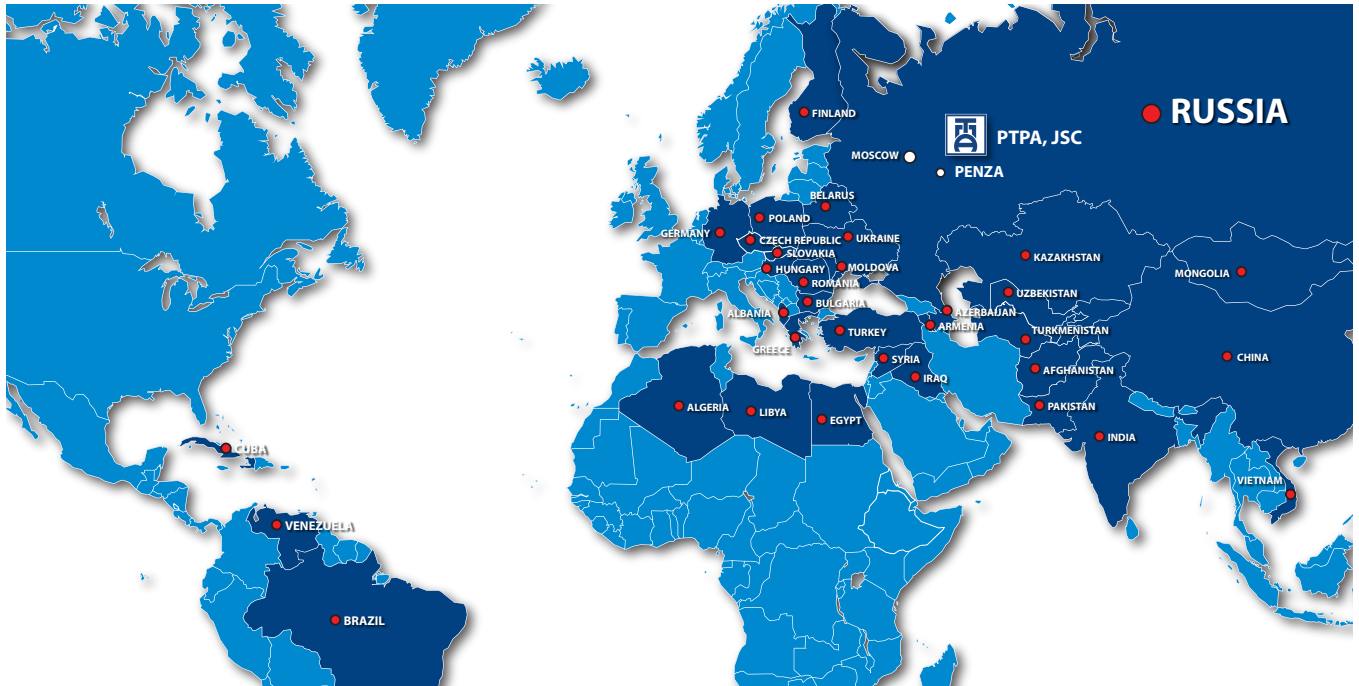 RUSSIA
FINLAND
PTPA, JSC
MOSCOW
PENZA
BELARUS
POLAND
GERMANY
CZECH REPUBLIC
UKRAINE
SLOVAKIA
HUNGARY
MOLDOVA
KAZAKHSTAN
MONGOLIA
ROMANIA
UZBEKISTAN
BULGARIA
ALBANIA
AZERBAIJAN
ARMENIA
TURKEY
TURKMENISTAN
GREECE
SYRIA
CHINA
AFGHANISTAN
IRAQ
ALGERIA
LIBYA
EGYPT
PAKISTAN
INDIA
CUBA
VIETNAM
VENEZUELA
BRAZIL